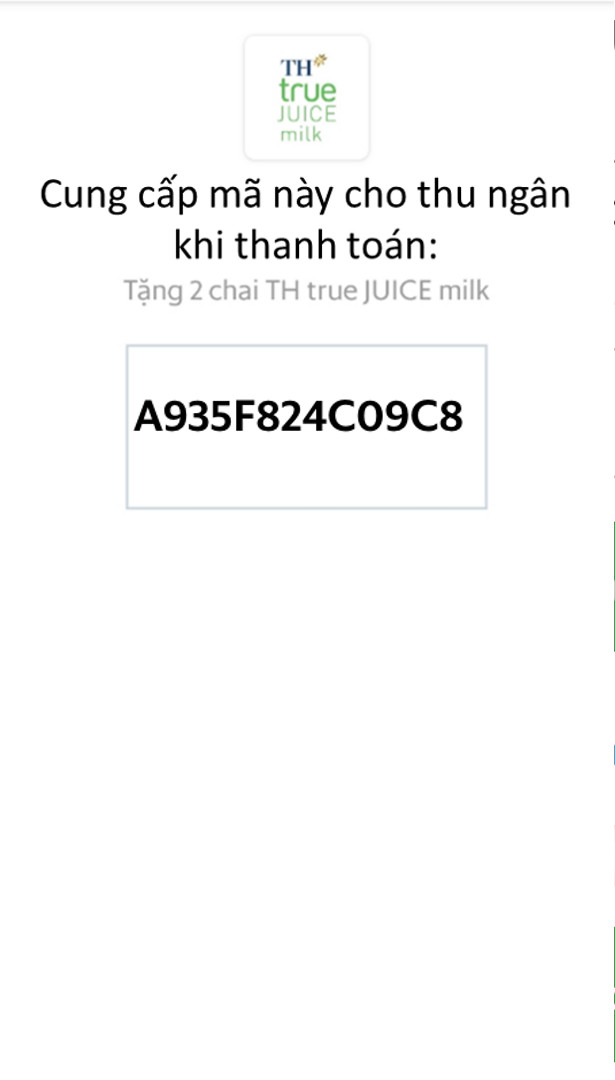 TH
true
JUICE
milk
Cung cấp mã này cho thu ngân
khi thanh toán:
Tặng 2 chai TH true JUICE milk
A935F824C09C8